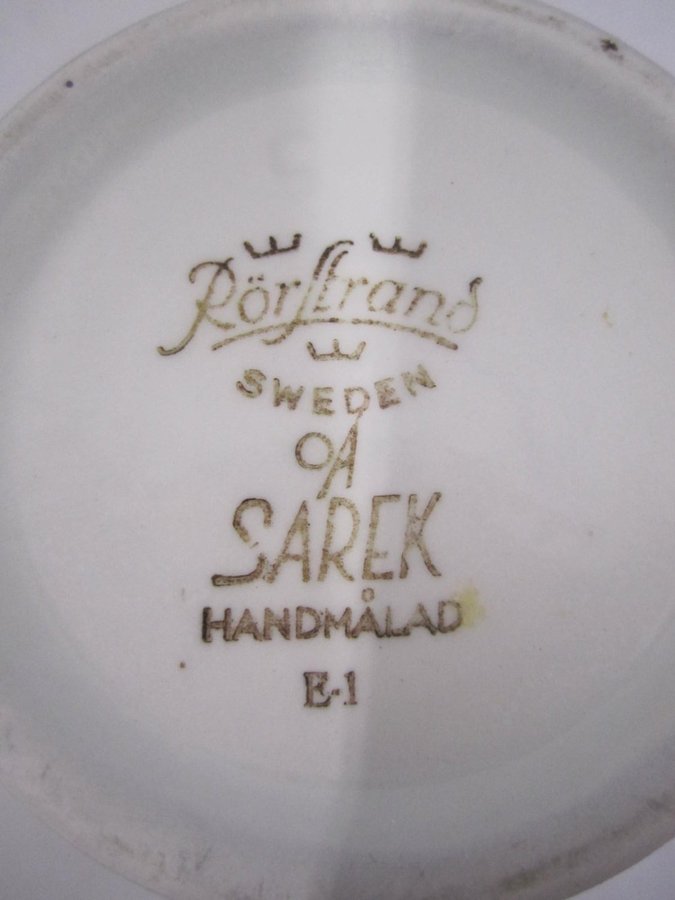 Rörstrand
SWEDEN
OA
SAREK
HANDMÅLAD
E-1